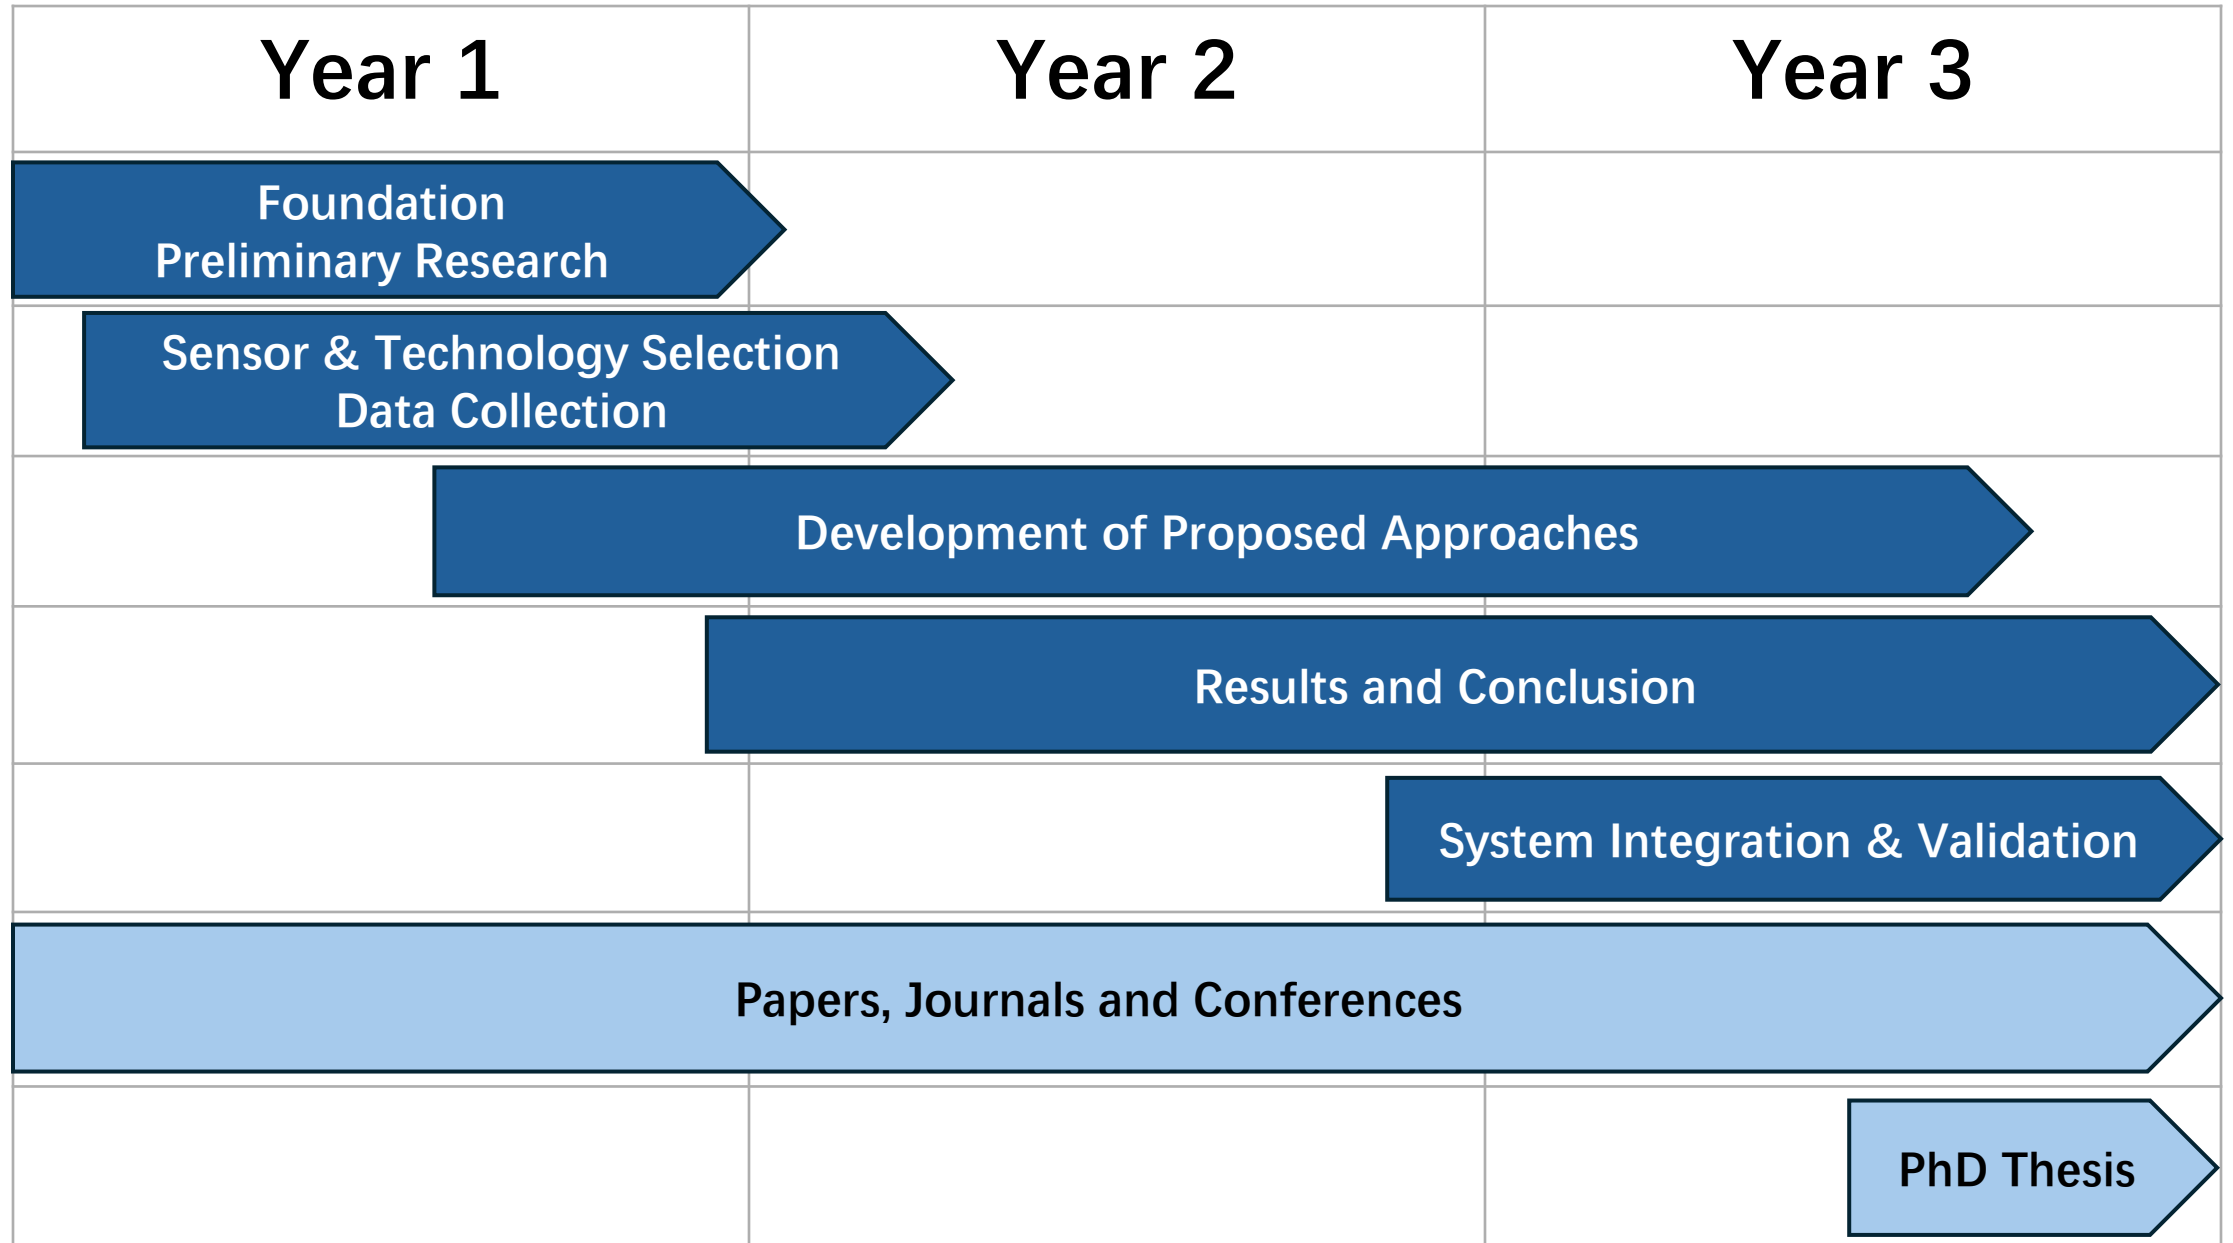 Year 1
Year 2
Year 3
Foundation
Preliminary Research
Sensor & Technology Selection
Data Collection
Development of Proposed Approaches
Results and Conclusion
System Integration & Validation
Papers, Journals and Conferences
PhD Thesis